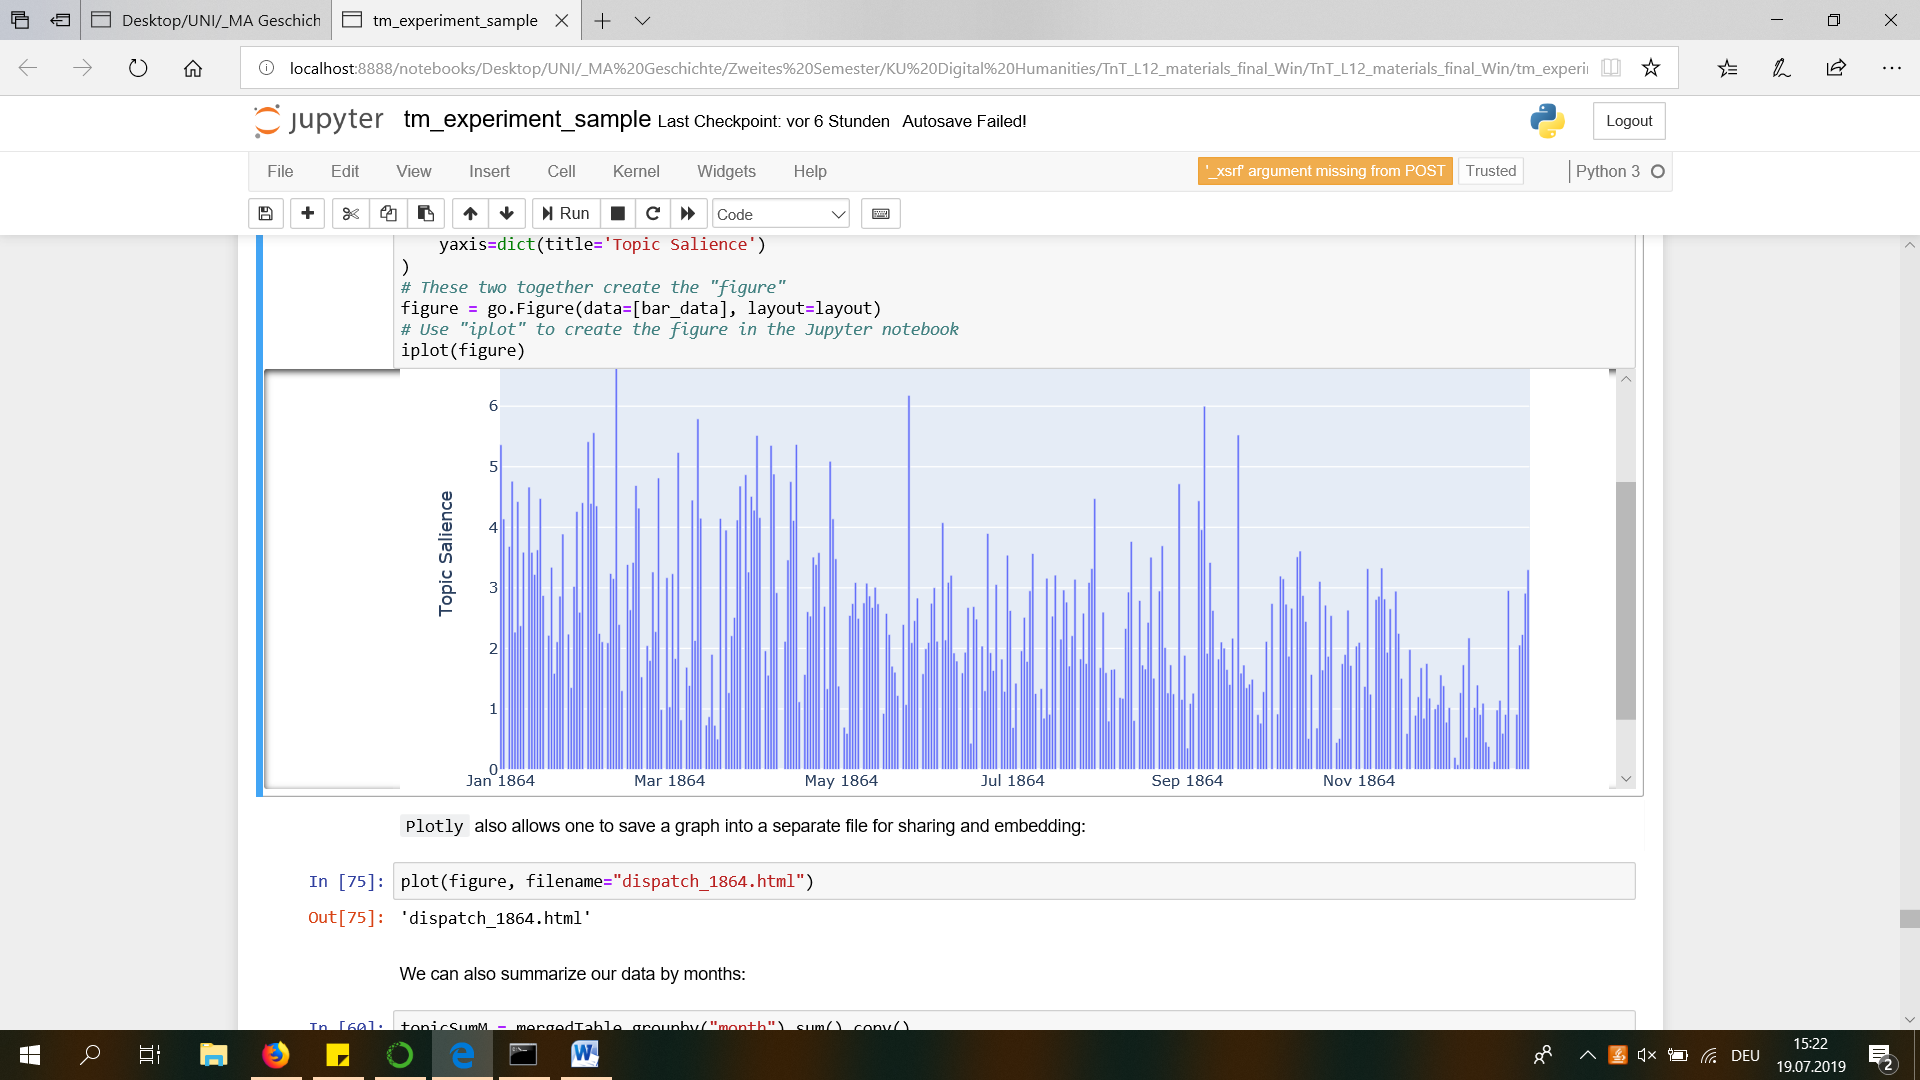 Desktop/UNI/_MA Geschich
tm_experiment_sample
localhost:8888/notebooks/Desktop/UNI/_MA%20Geschichte/Zweites%20Semester/KU%20Digital%20Humanities/TnT_L12_materials_final_Win/TnT_L12_materials_final_Win/tm_experi
jupyter tm_experiment_sample Last Checkpoint: vor 6 Stunden Autosave Failed!
Logout
File Edit View Insert Cell Kernel Widgets Help
'_xsrf' argument missing from POST
Trusted
Python 3
Run
Code
yaxis=dict(title='Topic Salience')
)
# These two together create the "figure"
figure = go.Figure(data=[bar_data], layout=layout)
# Use "iplot" to create the figure in the Jupyter notebook
iplot(figure)
6
5
4
3
2
1
0
Topic Salience
Jan 1864 Mar 1864 May 1864 Jul 1864 Sep 1864 Nov 1864
Plotly also allows one to save a graph into a separate file for sharing and embedding:
In [75]: plot(figure, filename="dispatch_1864.html")
Out[75]: 'dispatch_1864.html'
We can also summarize our data by months:
In [60]: topicSumM = mergedTable.groupby("month").sum().copy()
DEU
15:22
19.07.2019
2